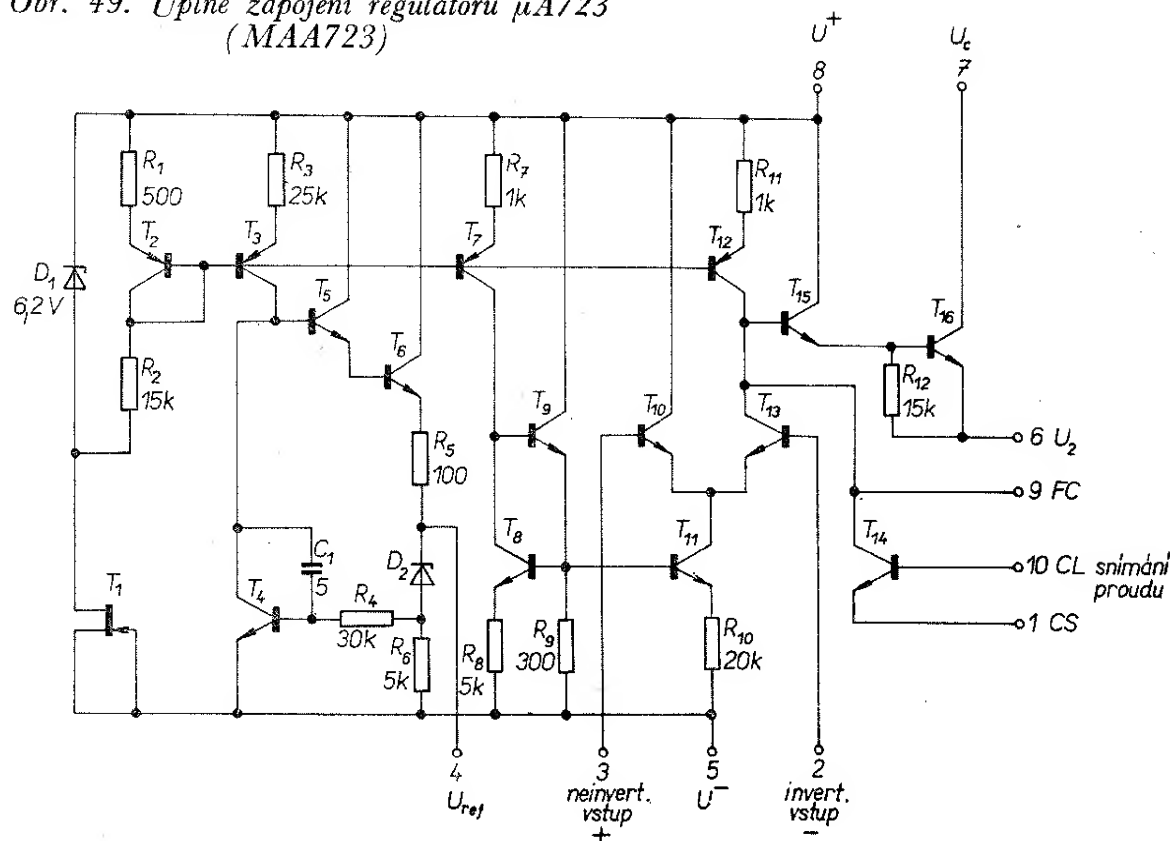 Obr. 49. Úplné zapojení regulátoru μA723
(MAA723)
U+
8
Uc
7
R1
500
R3
25k
R7
1k
R11
1k
T2
T3
T7
T12
D1
6,2V
T5
T15
T16
T6
R2
15k
R12
15k
T9
T10
T13
6 U2
R5
100
9 FC
T8
T11
T14
C1
5
D2
T1
T4
R4
30k
10 CL snímání
proudu
1 CS
R6
5k
R8
5k
R9
300
R10
20k
4
Uref
3
neinvert.
vstup
+
5
U−
2
invert.
vstup
−